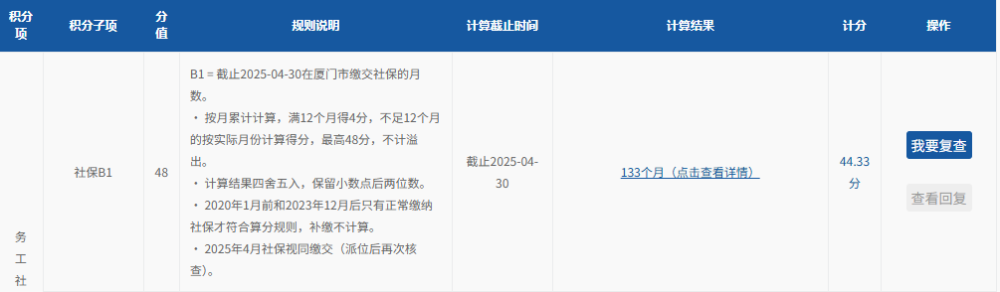 积分项 积分子项 分值 规则说明 计算截止时间 计算结果 计分 操作
B1 = 截止2025-04-30在厦门市缴交社保的月
数。
• 按月累计计算，满12个月得4分，不足12个月
的按实际月份计算得分，最高48分，不计溢
出。
• 计算结果四舍五入，保留小数点后两位数。
• 2020年1月前和2023年12月后只有正常缴纳
社保才符合算分规则，补缴不计算。
• 2025年4月社保视同缴交（派位后再次核
查）。
社保B1
48
截止2025-04-
30
133个月（点击查看详情）
44.33
分
我要复查
查看回复
务
工
社